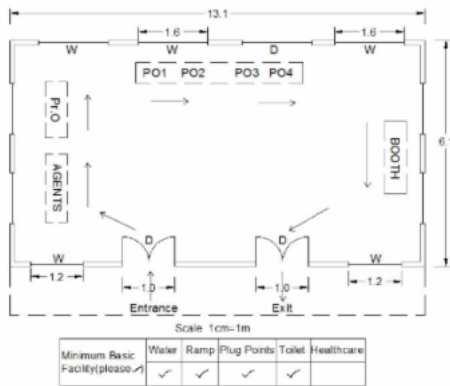 13.1
1.6 1.6
W W D W
PO1 PO2 PO3 PO4
Pr.O
AGENTS
BOOTH
6.
W D D W
1.2 1.0 1.0 1.2
Entrance Exit
Scale 1cm=1m
Minimum Basic Facility(please ✓) Water Ramp Plug Points Toilet Healthcare
✓ ✓ ✓ ✓